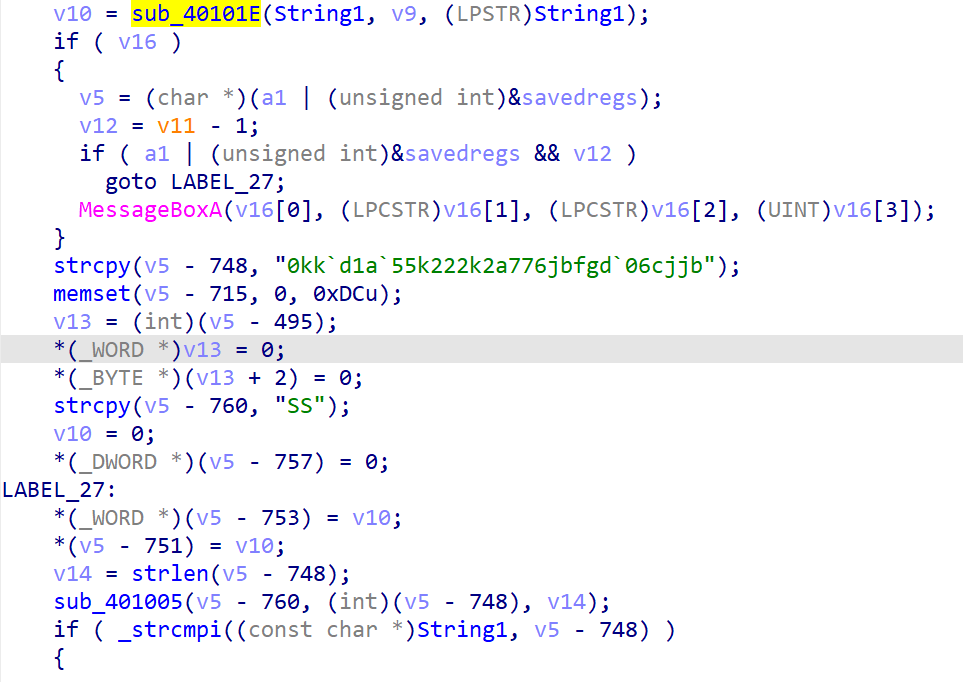 v10 = sub_40101E(String1, v9, (LPSTR)String1);
if ( v16 )
{
v5 = (char *)(a1 | (unsigned int)&savedregs);
v12 = v11 - 1;
if ( a1 | (unsigned int)&savedregs && v12 )
goto LABEL_27;
MessageBoxA(v16[0], (LPCSTR)v16[1], (LPCSTR)v16[2], (UINT)v16[3]);
}
strcpy(v5 - 748, "0kk`d1a`55k222k2a776jbfgd`06cjjb");
memset(v5 - 715, 0, 0xDCu);
v13 = (int)(v5 - 495);
*(_WORD *)v13 = 0;
*(_BYTE *)(v13 + 2) = 0;
strcpy(v5 - 760, "SS");
v10 = 0;
*(_DWORD *)(v5 - 757) = 0;
LABEL_27:
*(_WORD *)(v5 - 753) = v10;
*(v5 - 751) = v10;
v14 = strlen(v5 - 748);
sub_401005(v5 - 760, (int)(v5 - 748), v14);
if ( _strcmpi((const char *)String1, v5 - 748) )
{